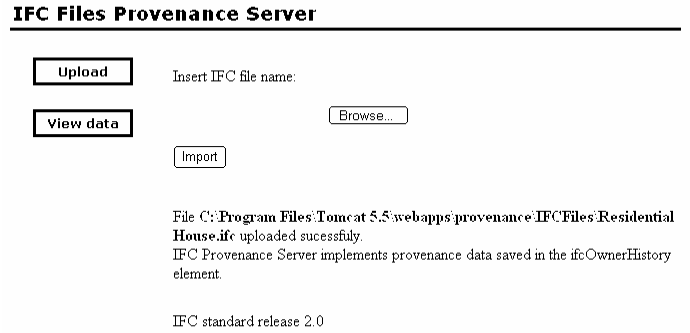 IFC Files Provenance Server
Upload
Insert IFC file name:
Browse...
View data
Import
File C:\Program Files\Tomcat 5.5\webapps\provenance\IFCFiles\Residential
House.ifc uploaded sucessfuly.
IFC Provenance Server implements provenance data saved in the ifcOwnerHistory
element.
IFC standard release 2.0